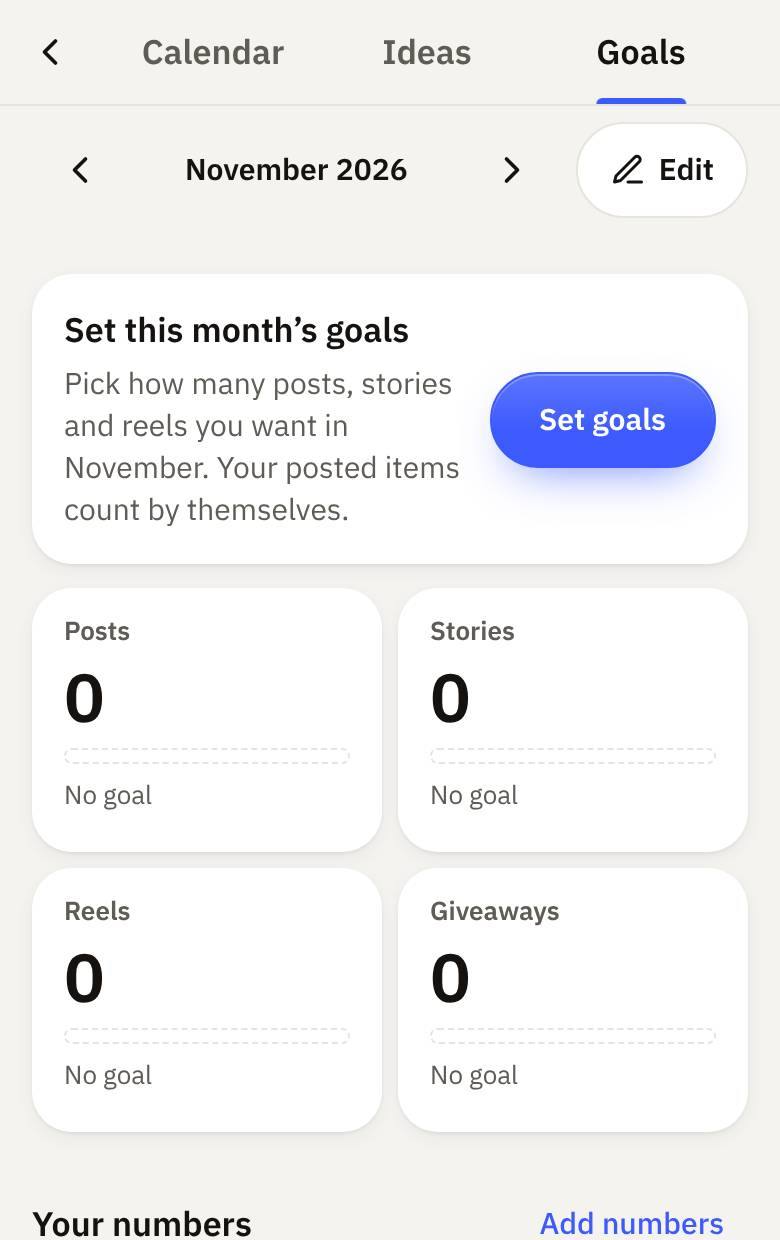 Calendar Ideas Goals
November 2026 Edit
Set this month’s goals
Pick how many posts, stories
and reels you want in
November. Your posted items
count by themselves.
Set goals
Posts
0
No goal
Stories
0
No goal
Reels
0
No goal
Giveaways
0
No goal
Your numbers Add numbers